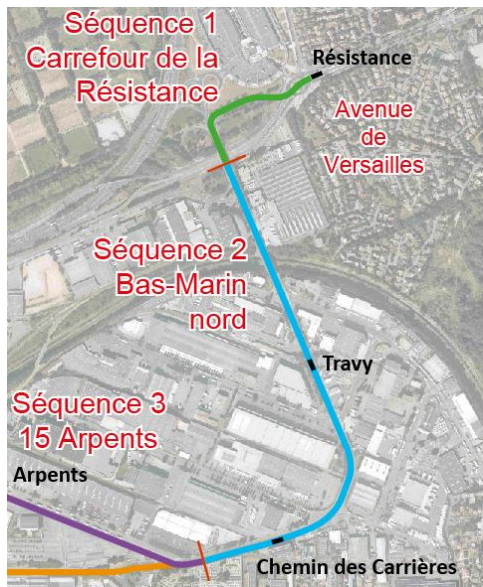 Séquence 1
Carrefour de la
Résistance
Résistance
Avenue
de
Versailles
Séquence 2
Bas-Marin
nord
Travy
Séquence 3
15 Arpents
Arpents
Chemin des Carrières